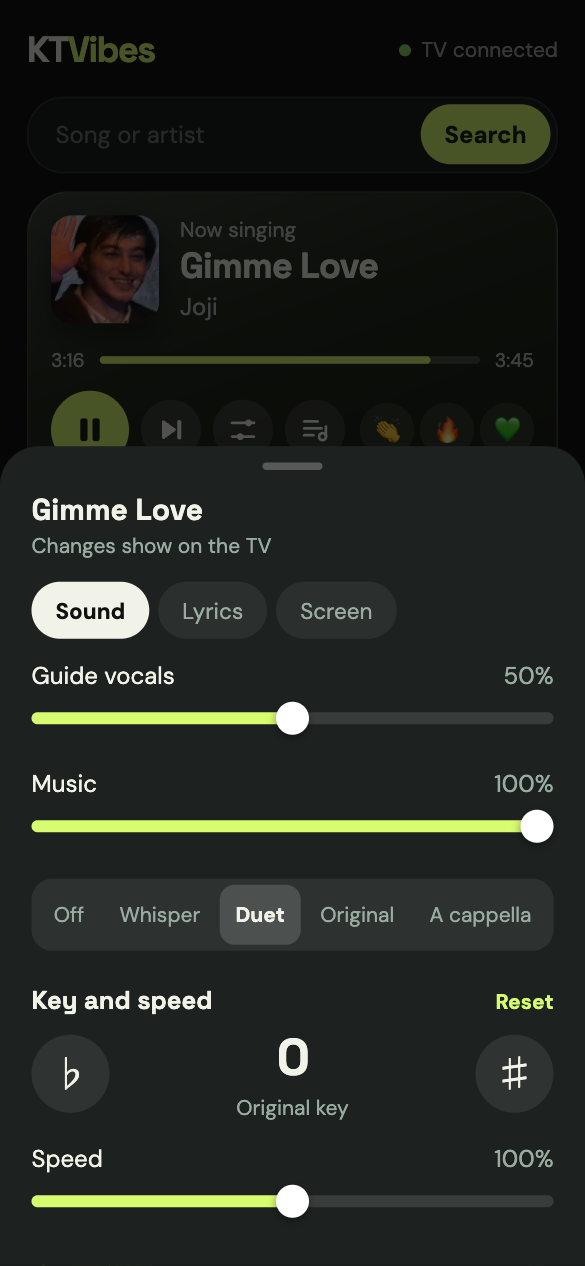 KTVibes
TV connected
Song or artist
Search
Now singing
Gimme Love
Joji
3:16
3:45
Gimme Love
Changes show on the TV
Sound
Lyrics
Screen
Guide vocals
50%
Music
100%
Off
Whisper
Duet
Original
A cappella
Key and speed
Reset
♭
0
♯
Original key
Speed
100%